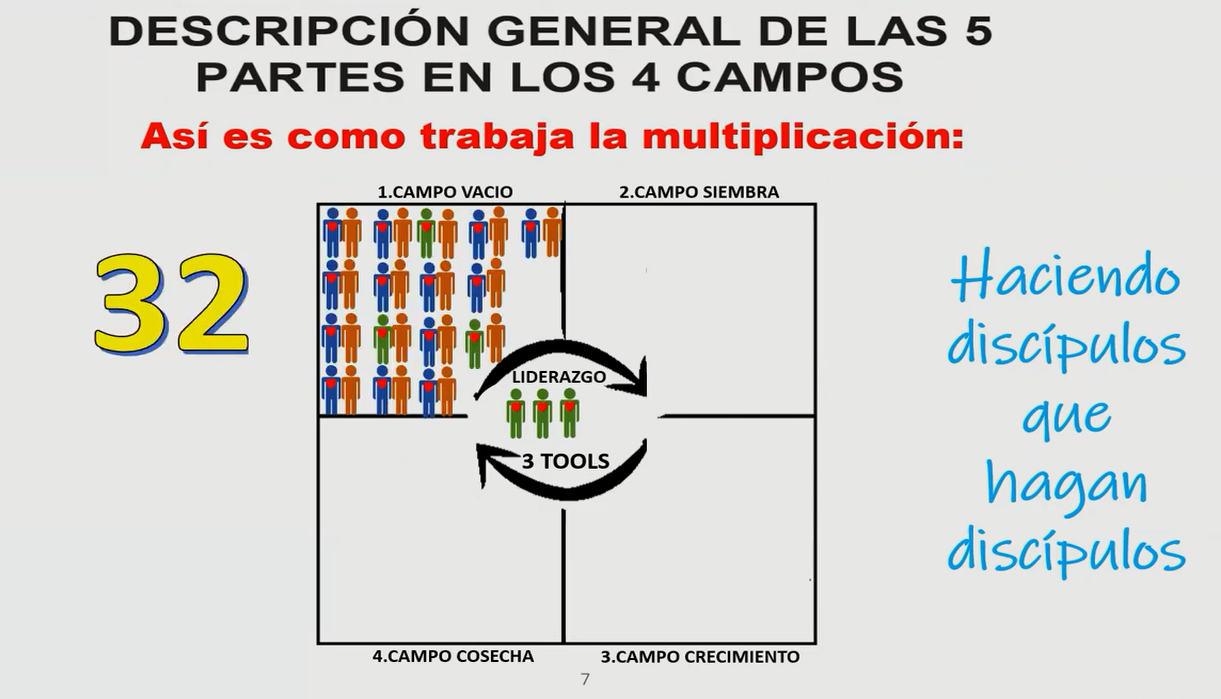 DESCRIPCIÓN GENERAL DE LAS 5
PARTES EN LOS 4 CAMPOS
Así es como trabaja la multiplicación:
1.CAMPO VACIO
2.CAMPO SIEMBRA
32
LIDERAZGO
3 TOOLS
Haciendo
discípulos
que
hagan
discípulos
4.CAMPO COSECHA
3.CAMPO CRECIMIENTO
7